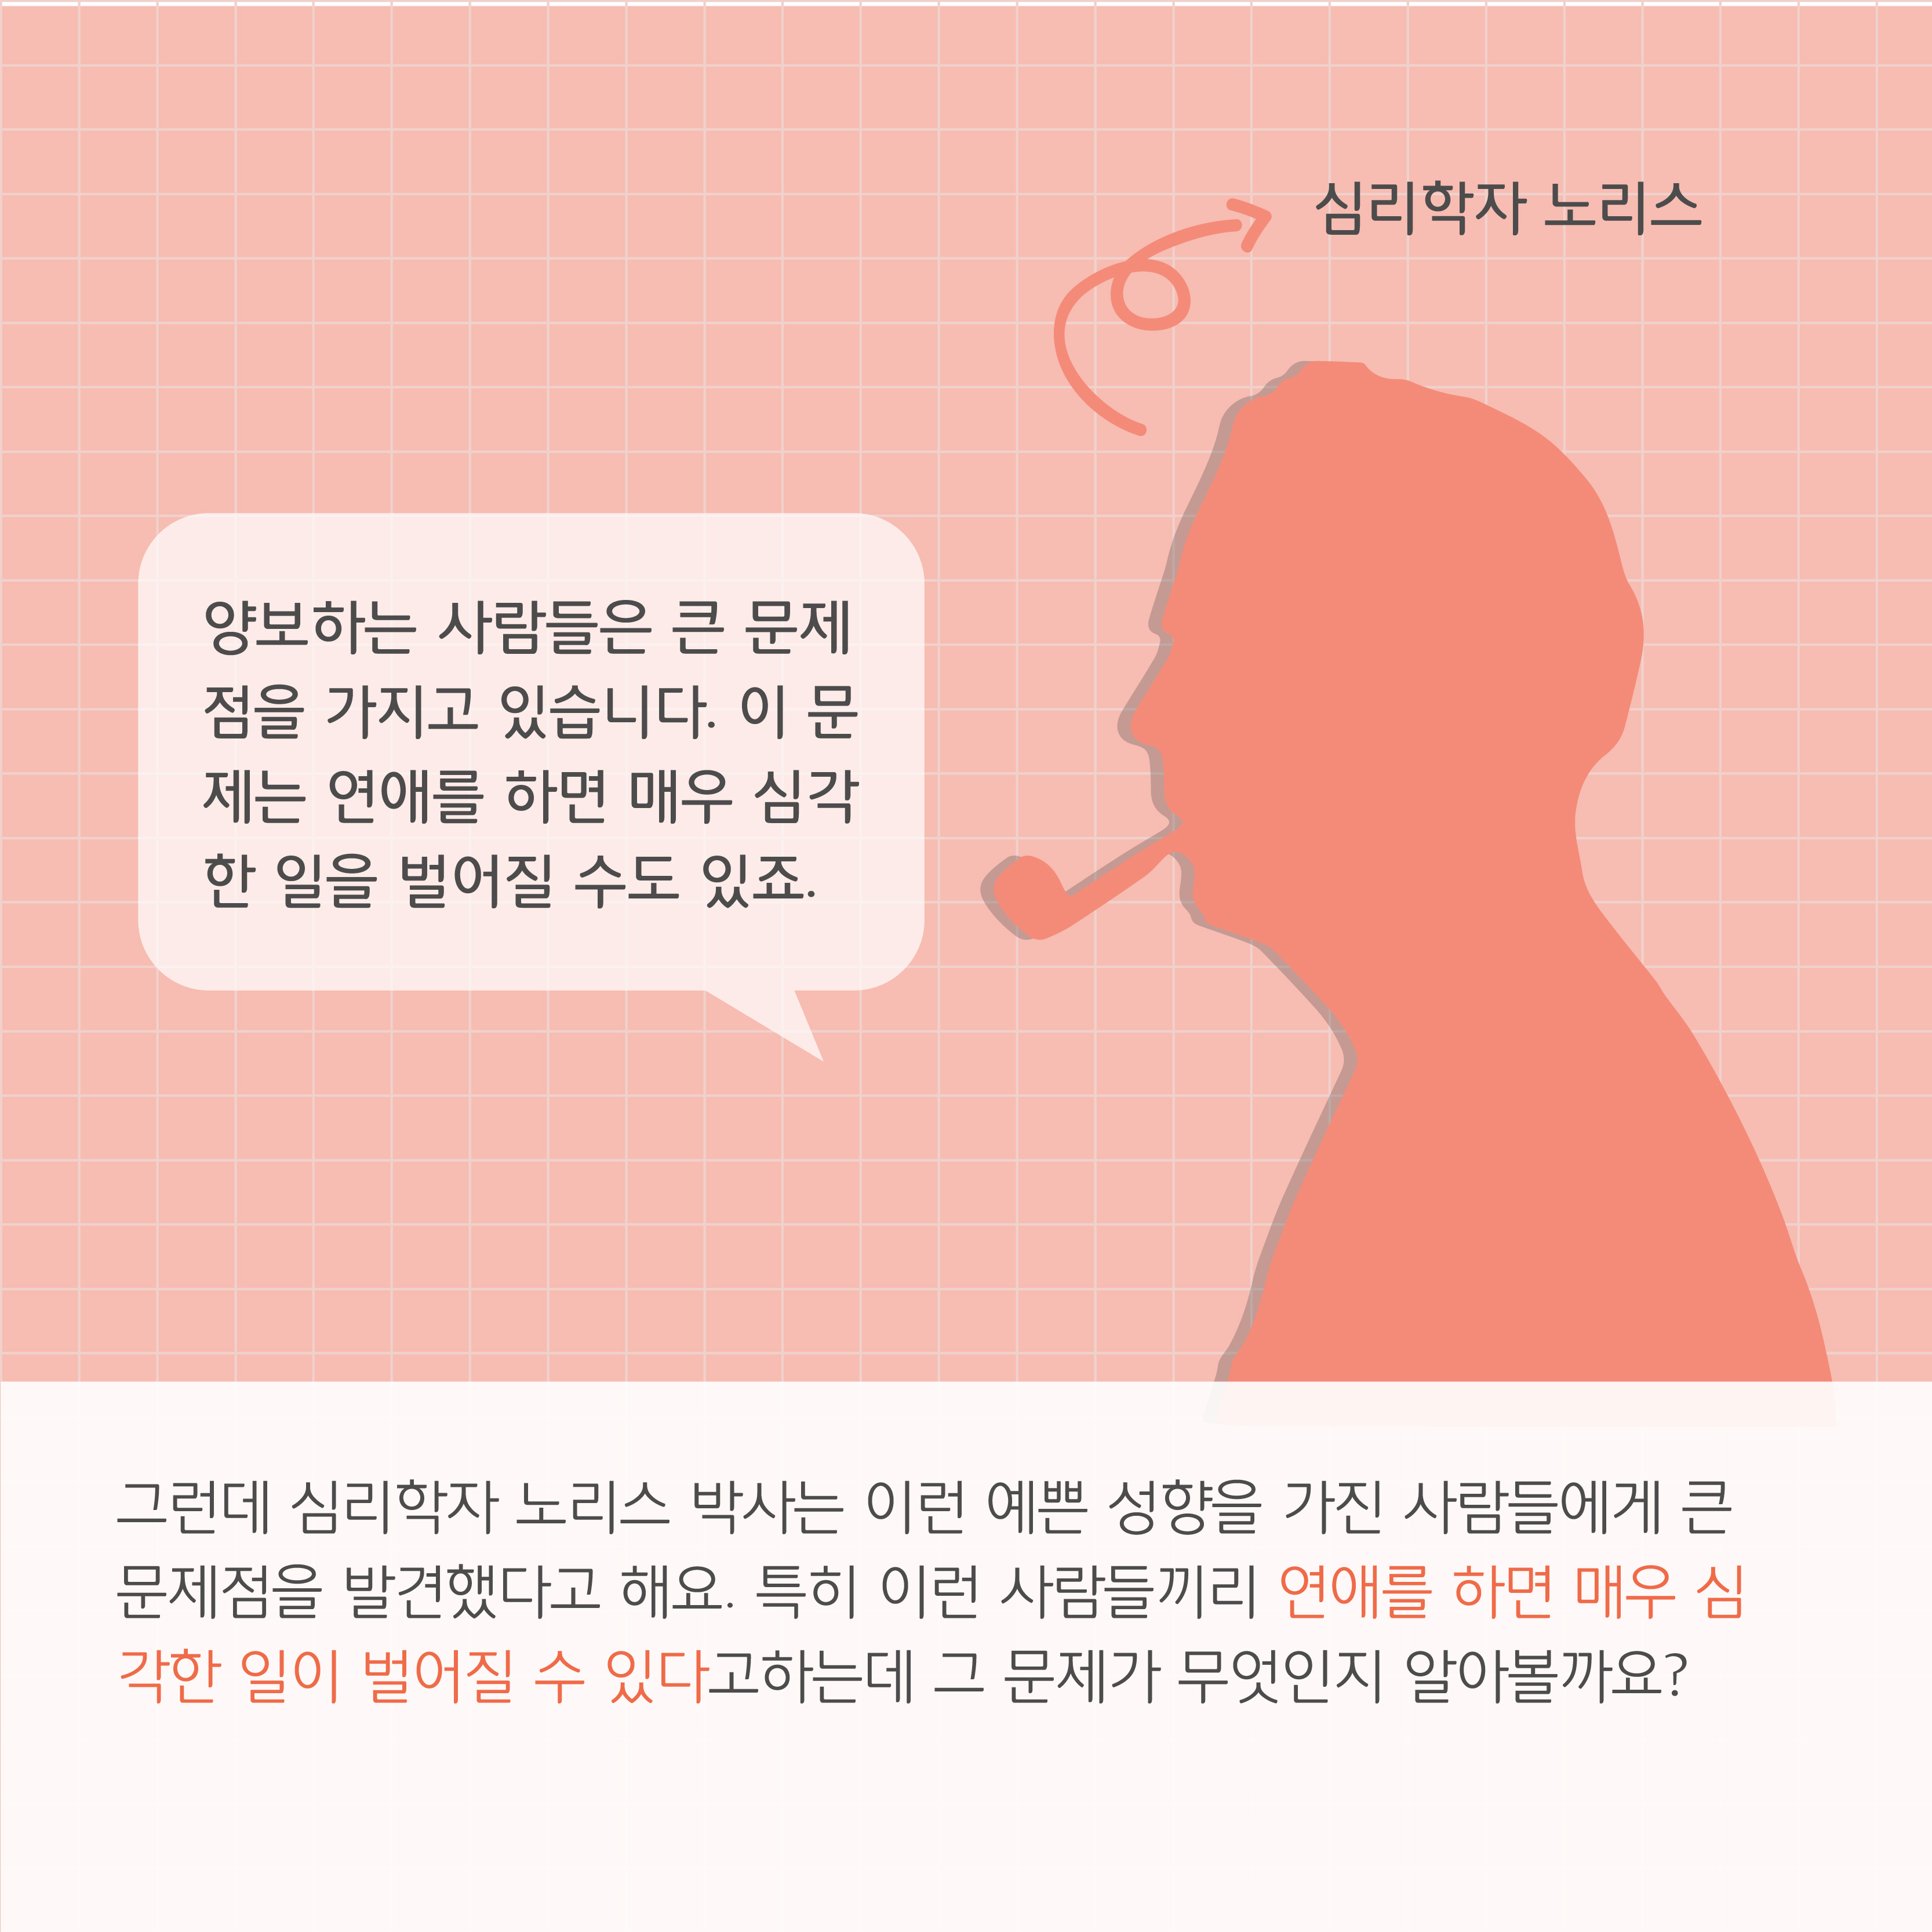 심리학자 노리스
양보하는 사람들은 큰 문제
점을 가지고 있습니다. 이 문
제는 연애를 하면 매우 심각
한 일을 벌어질 수도 있죠.
그런데 심리학자 노리스 박사는 이런 예쁜 성향을 가진 사람들에게 큰
문제점을 발견했다고 해요. 특히 이런 사람들끼리 연애를 하면 매우 심
각한 일이 벌어질 수 있다고하는데 그 문제가 무엇인지 알아볼까요?